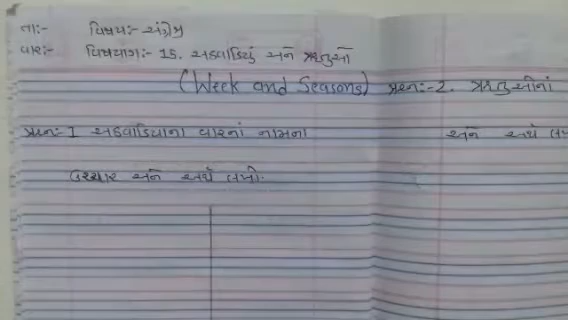 તા:- વિષય:- અંગ્રેજી
વાર:- વિષયાંગ:- 15. અઠવાડિયું અને ઋતુઓ
(Week and Seasons)
પ્રશ્ન:-1 અઠવાડિયાના વારનાં નામના
ઉચ્ચાર અને અર્થ લખો.
પ્રશ્ન:-2. ઋતુઓનાં
અને અર્થ